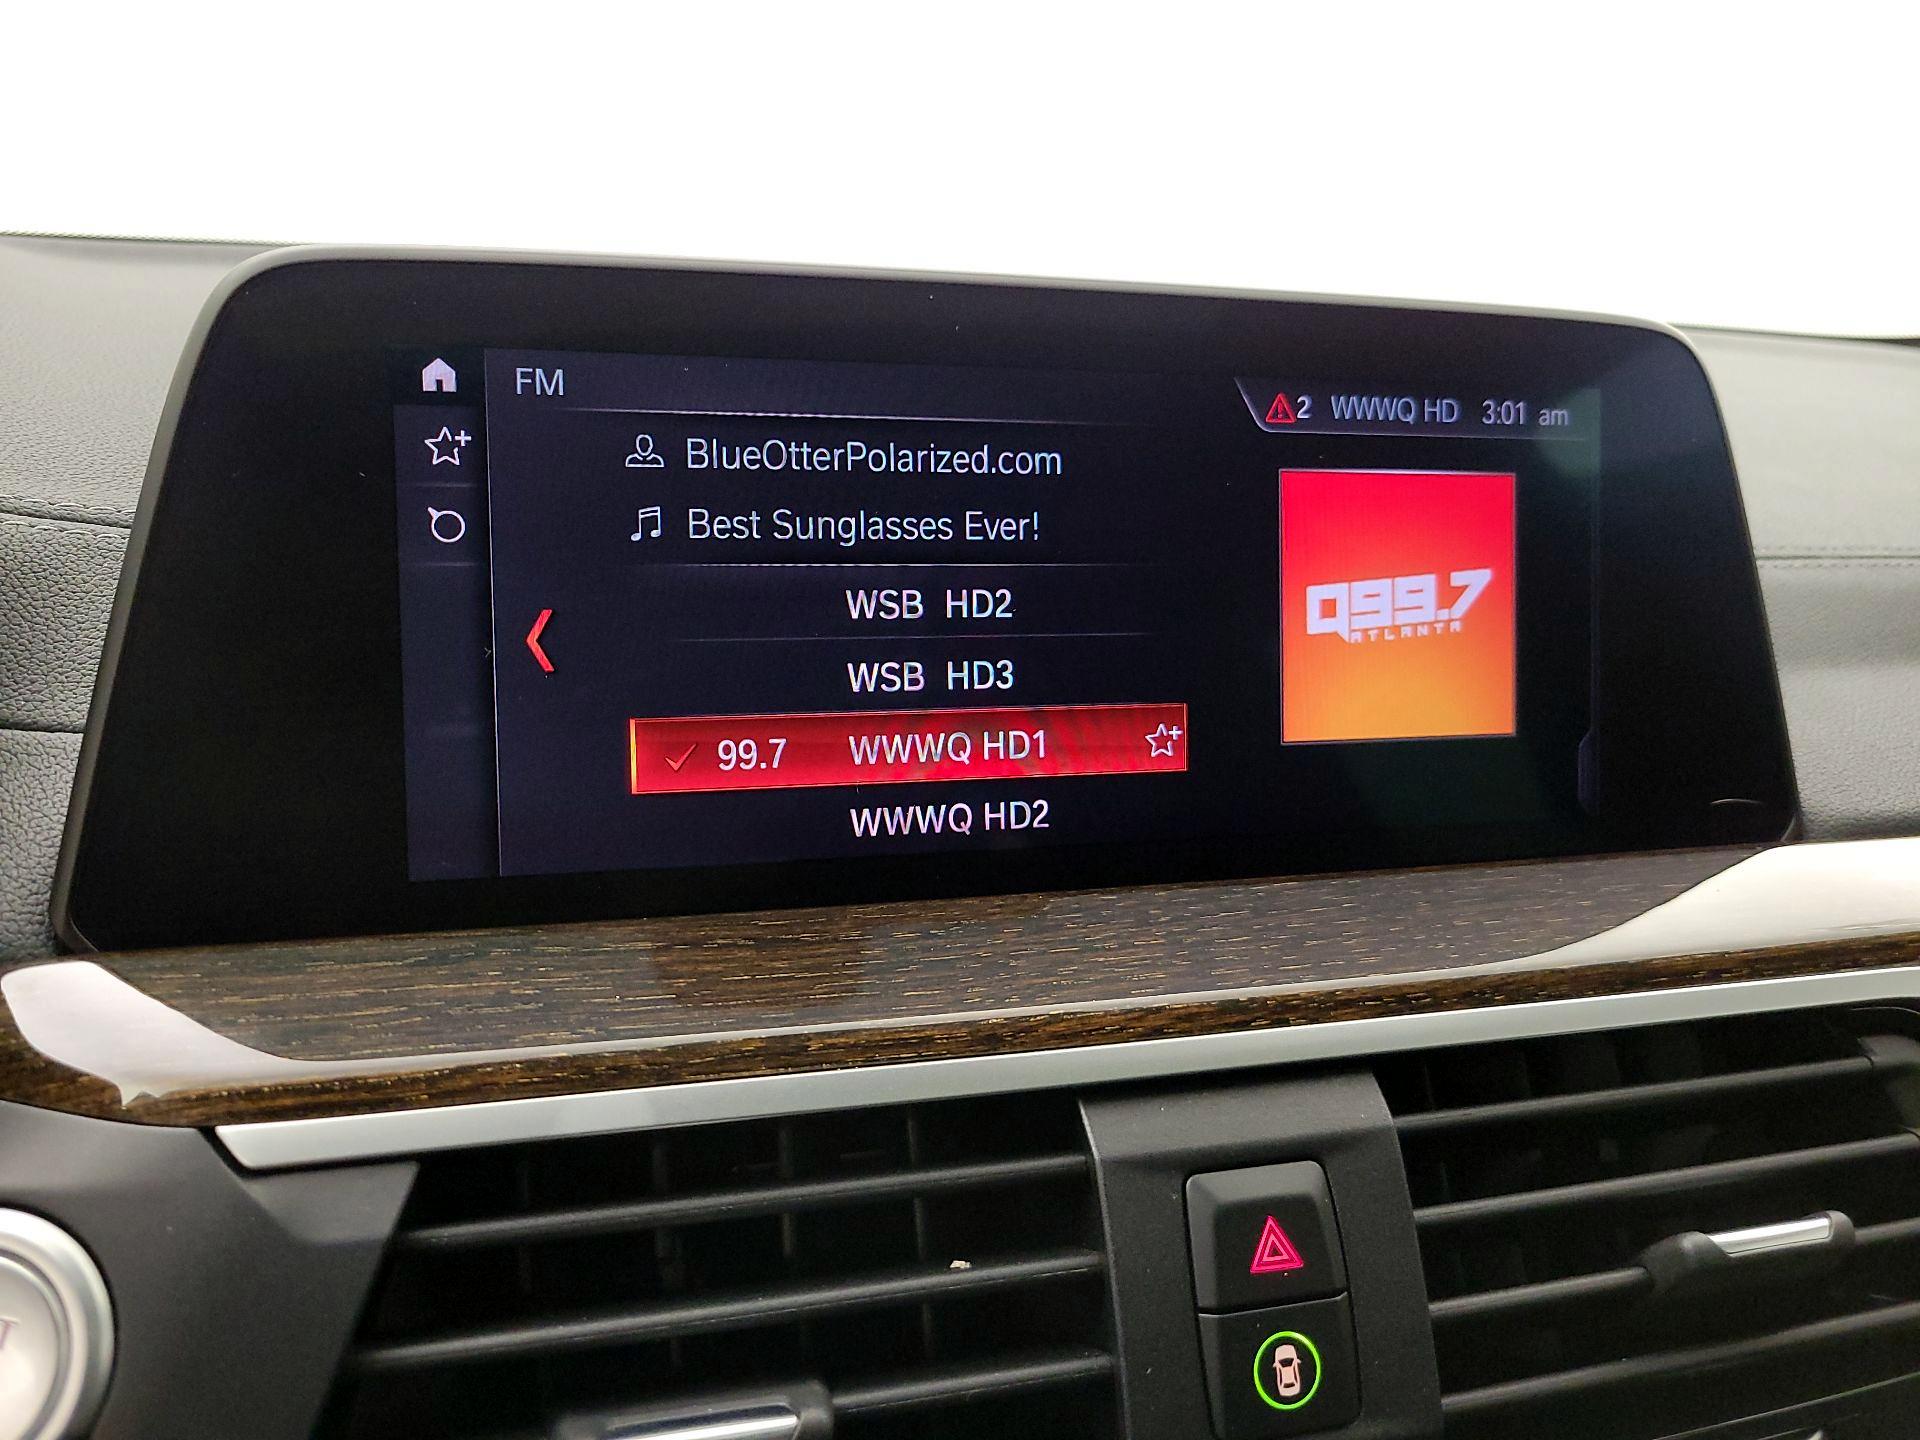 FM
2 WWWQ HD 3:01 am
BlueOtterPolarized.com
Best Sunglasses Ever!
WSB HD2
WSB HD3
99.7 WWWQ HD1
WWWQ HD2
Q99.7
ATLANTA